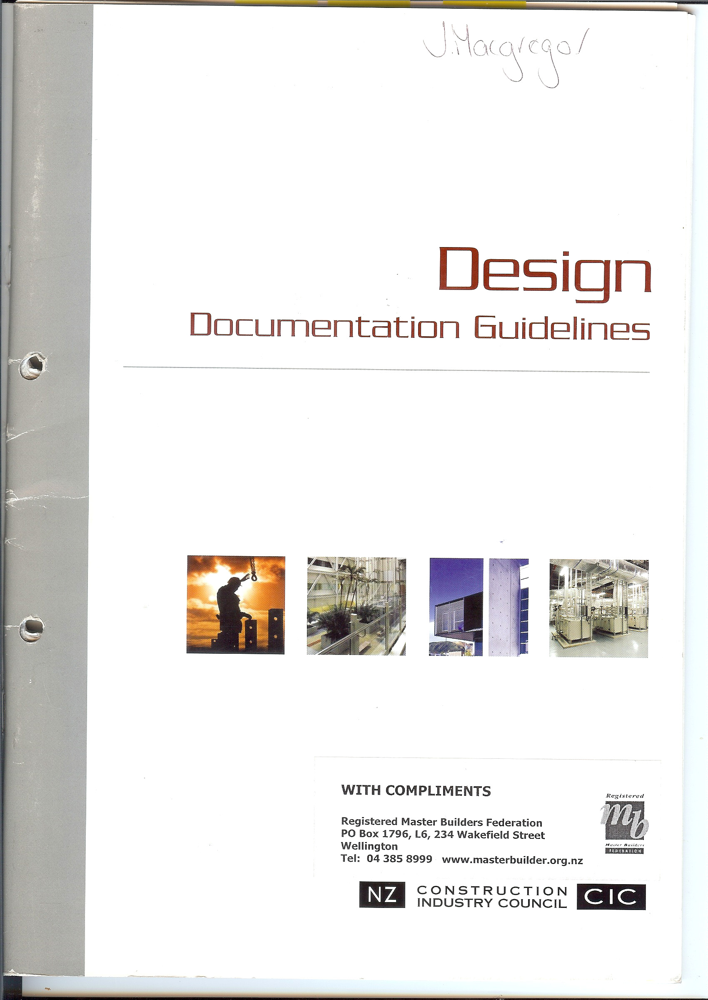 J. Macgregor
Design
Documentation Guidelines
WITH COMPLIMENTS
Registered Master Builders Federation
PO Box 1796, L6, 234 Wakefield Street
Wellington
Tel: 04 385 8999 www.masterbuilder.org.nz
Registered
mb
Master Builders
FEDERATION
NZ CONSTRUCTION INDUSTRY COUNCIL CIC